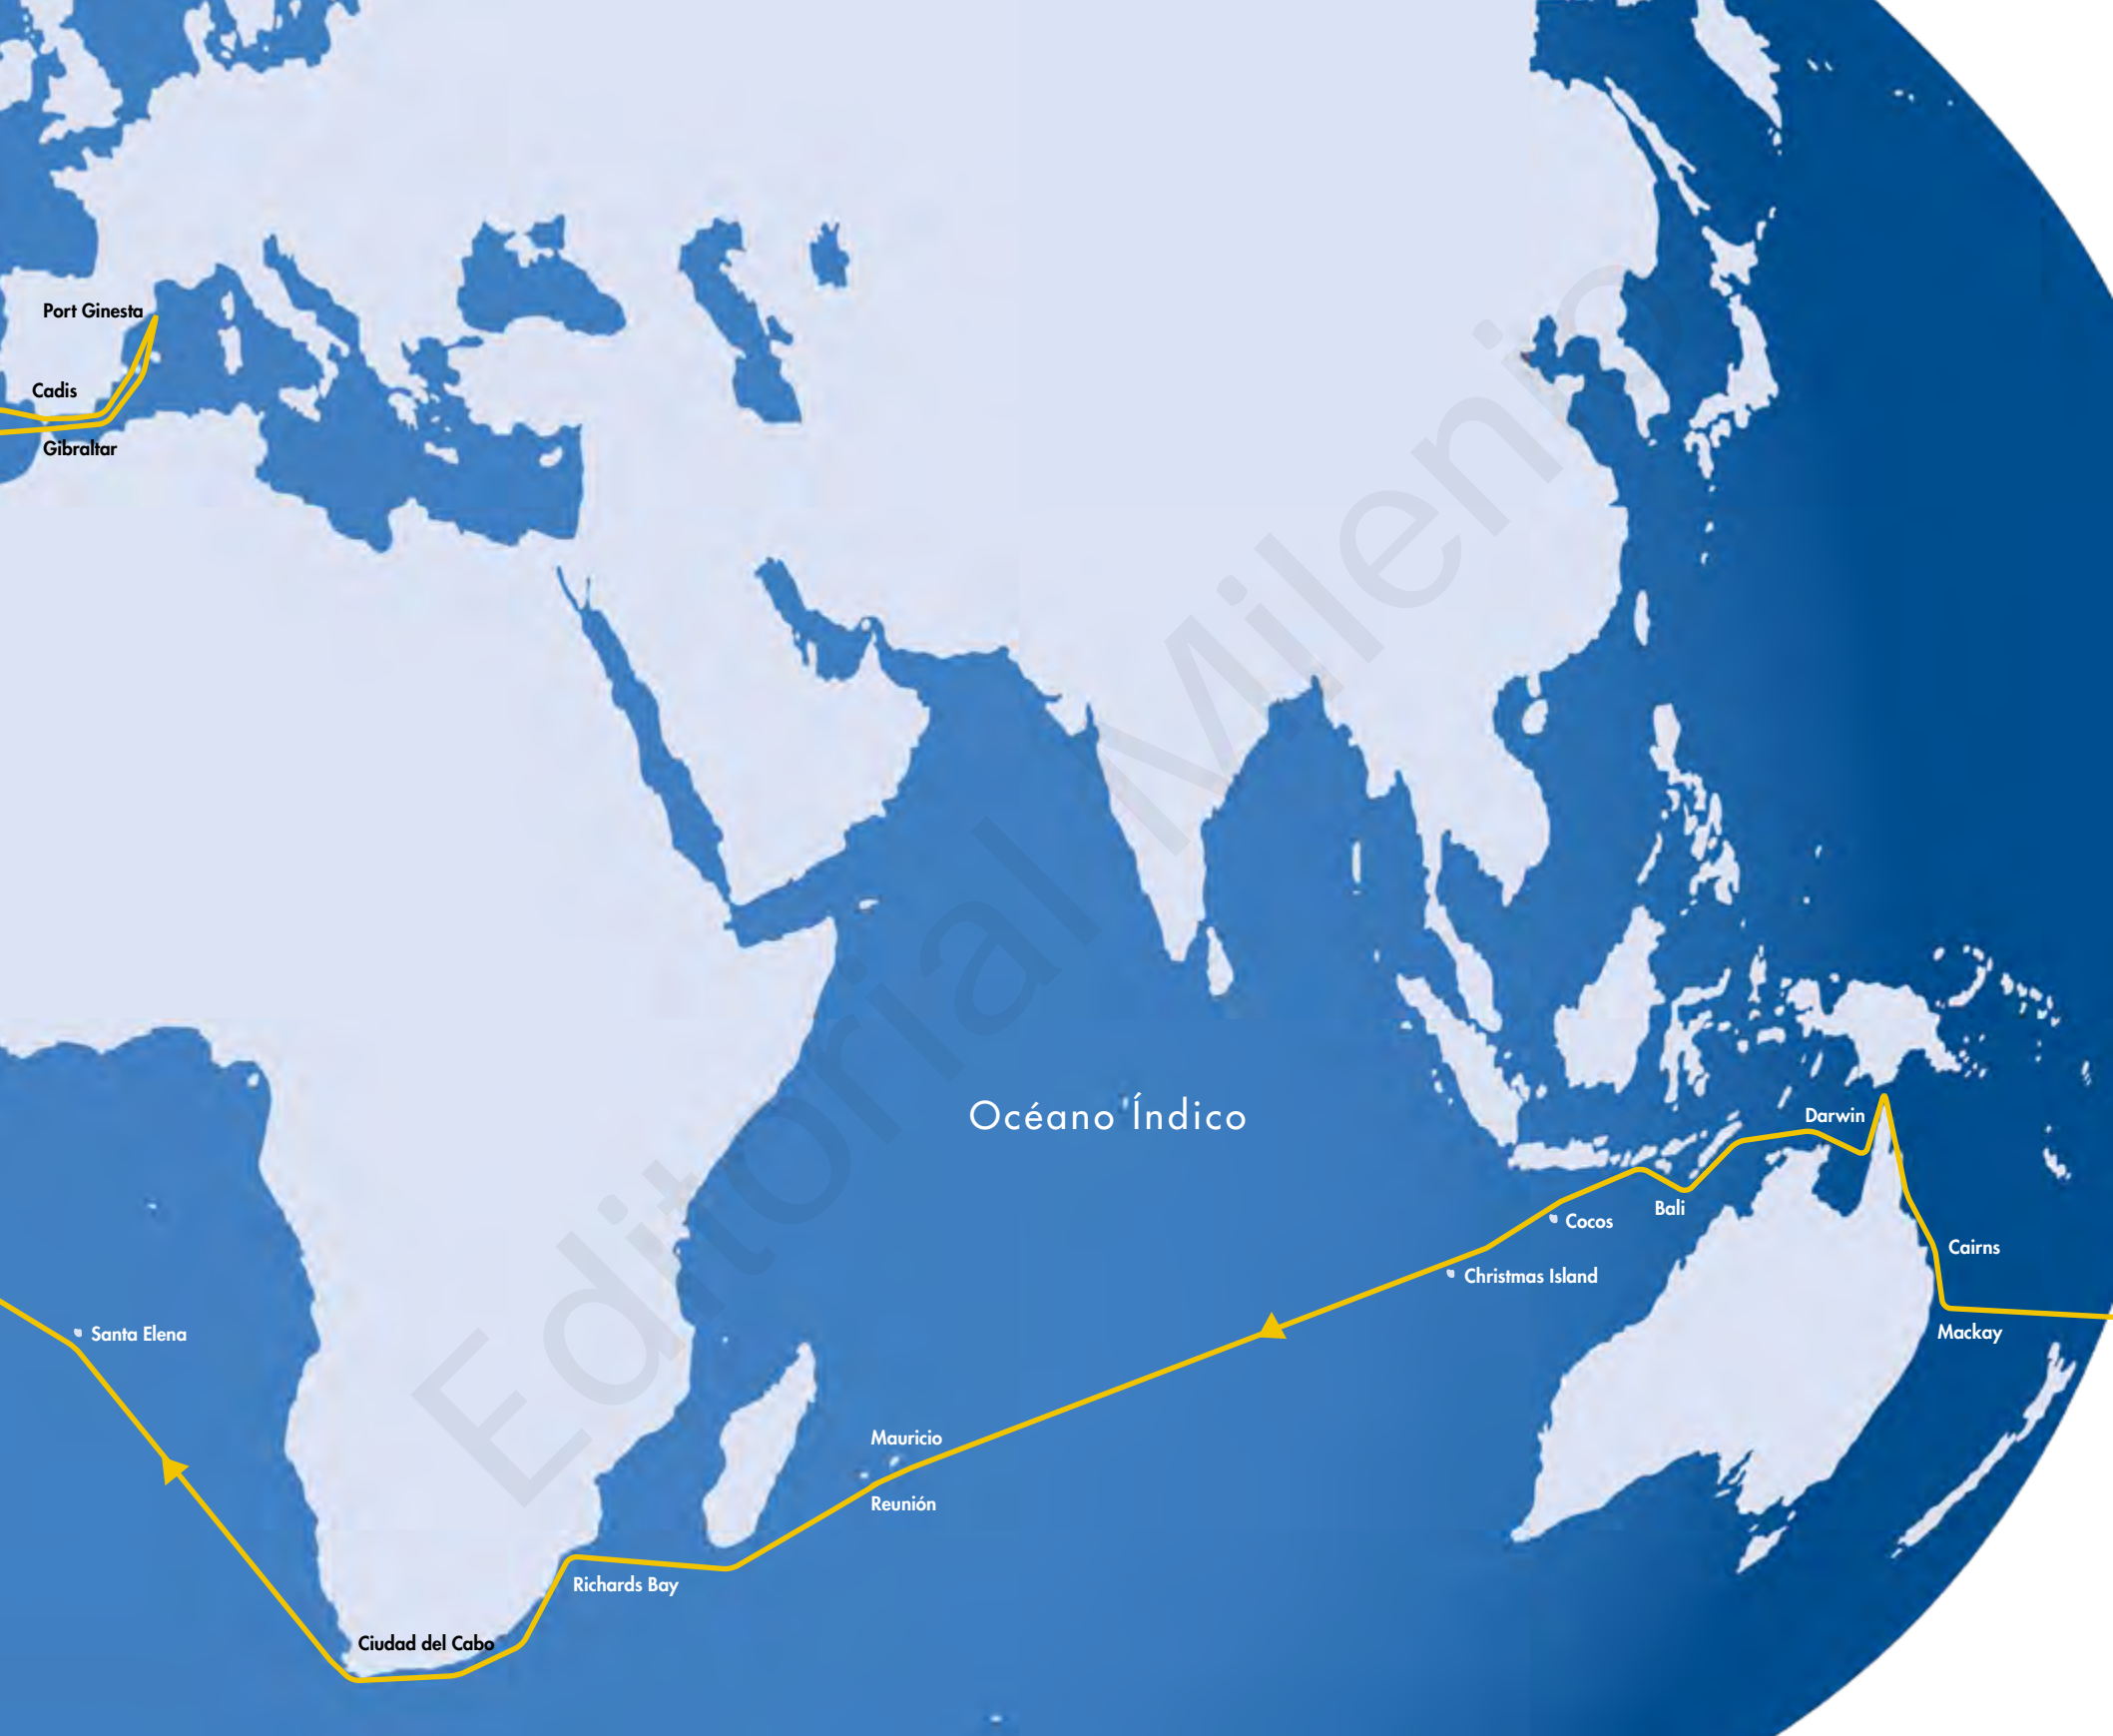 Port Ginesta
Cadis
Gibraltar
Océano Índico
Darwin
Bali
Cocos
Cairns
Christmas Island
Mackay
Santa Elena
Mauricio
Reunión
Richards Bay
Ciudad del Cabo
Editorial Milenio